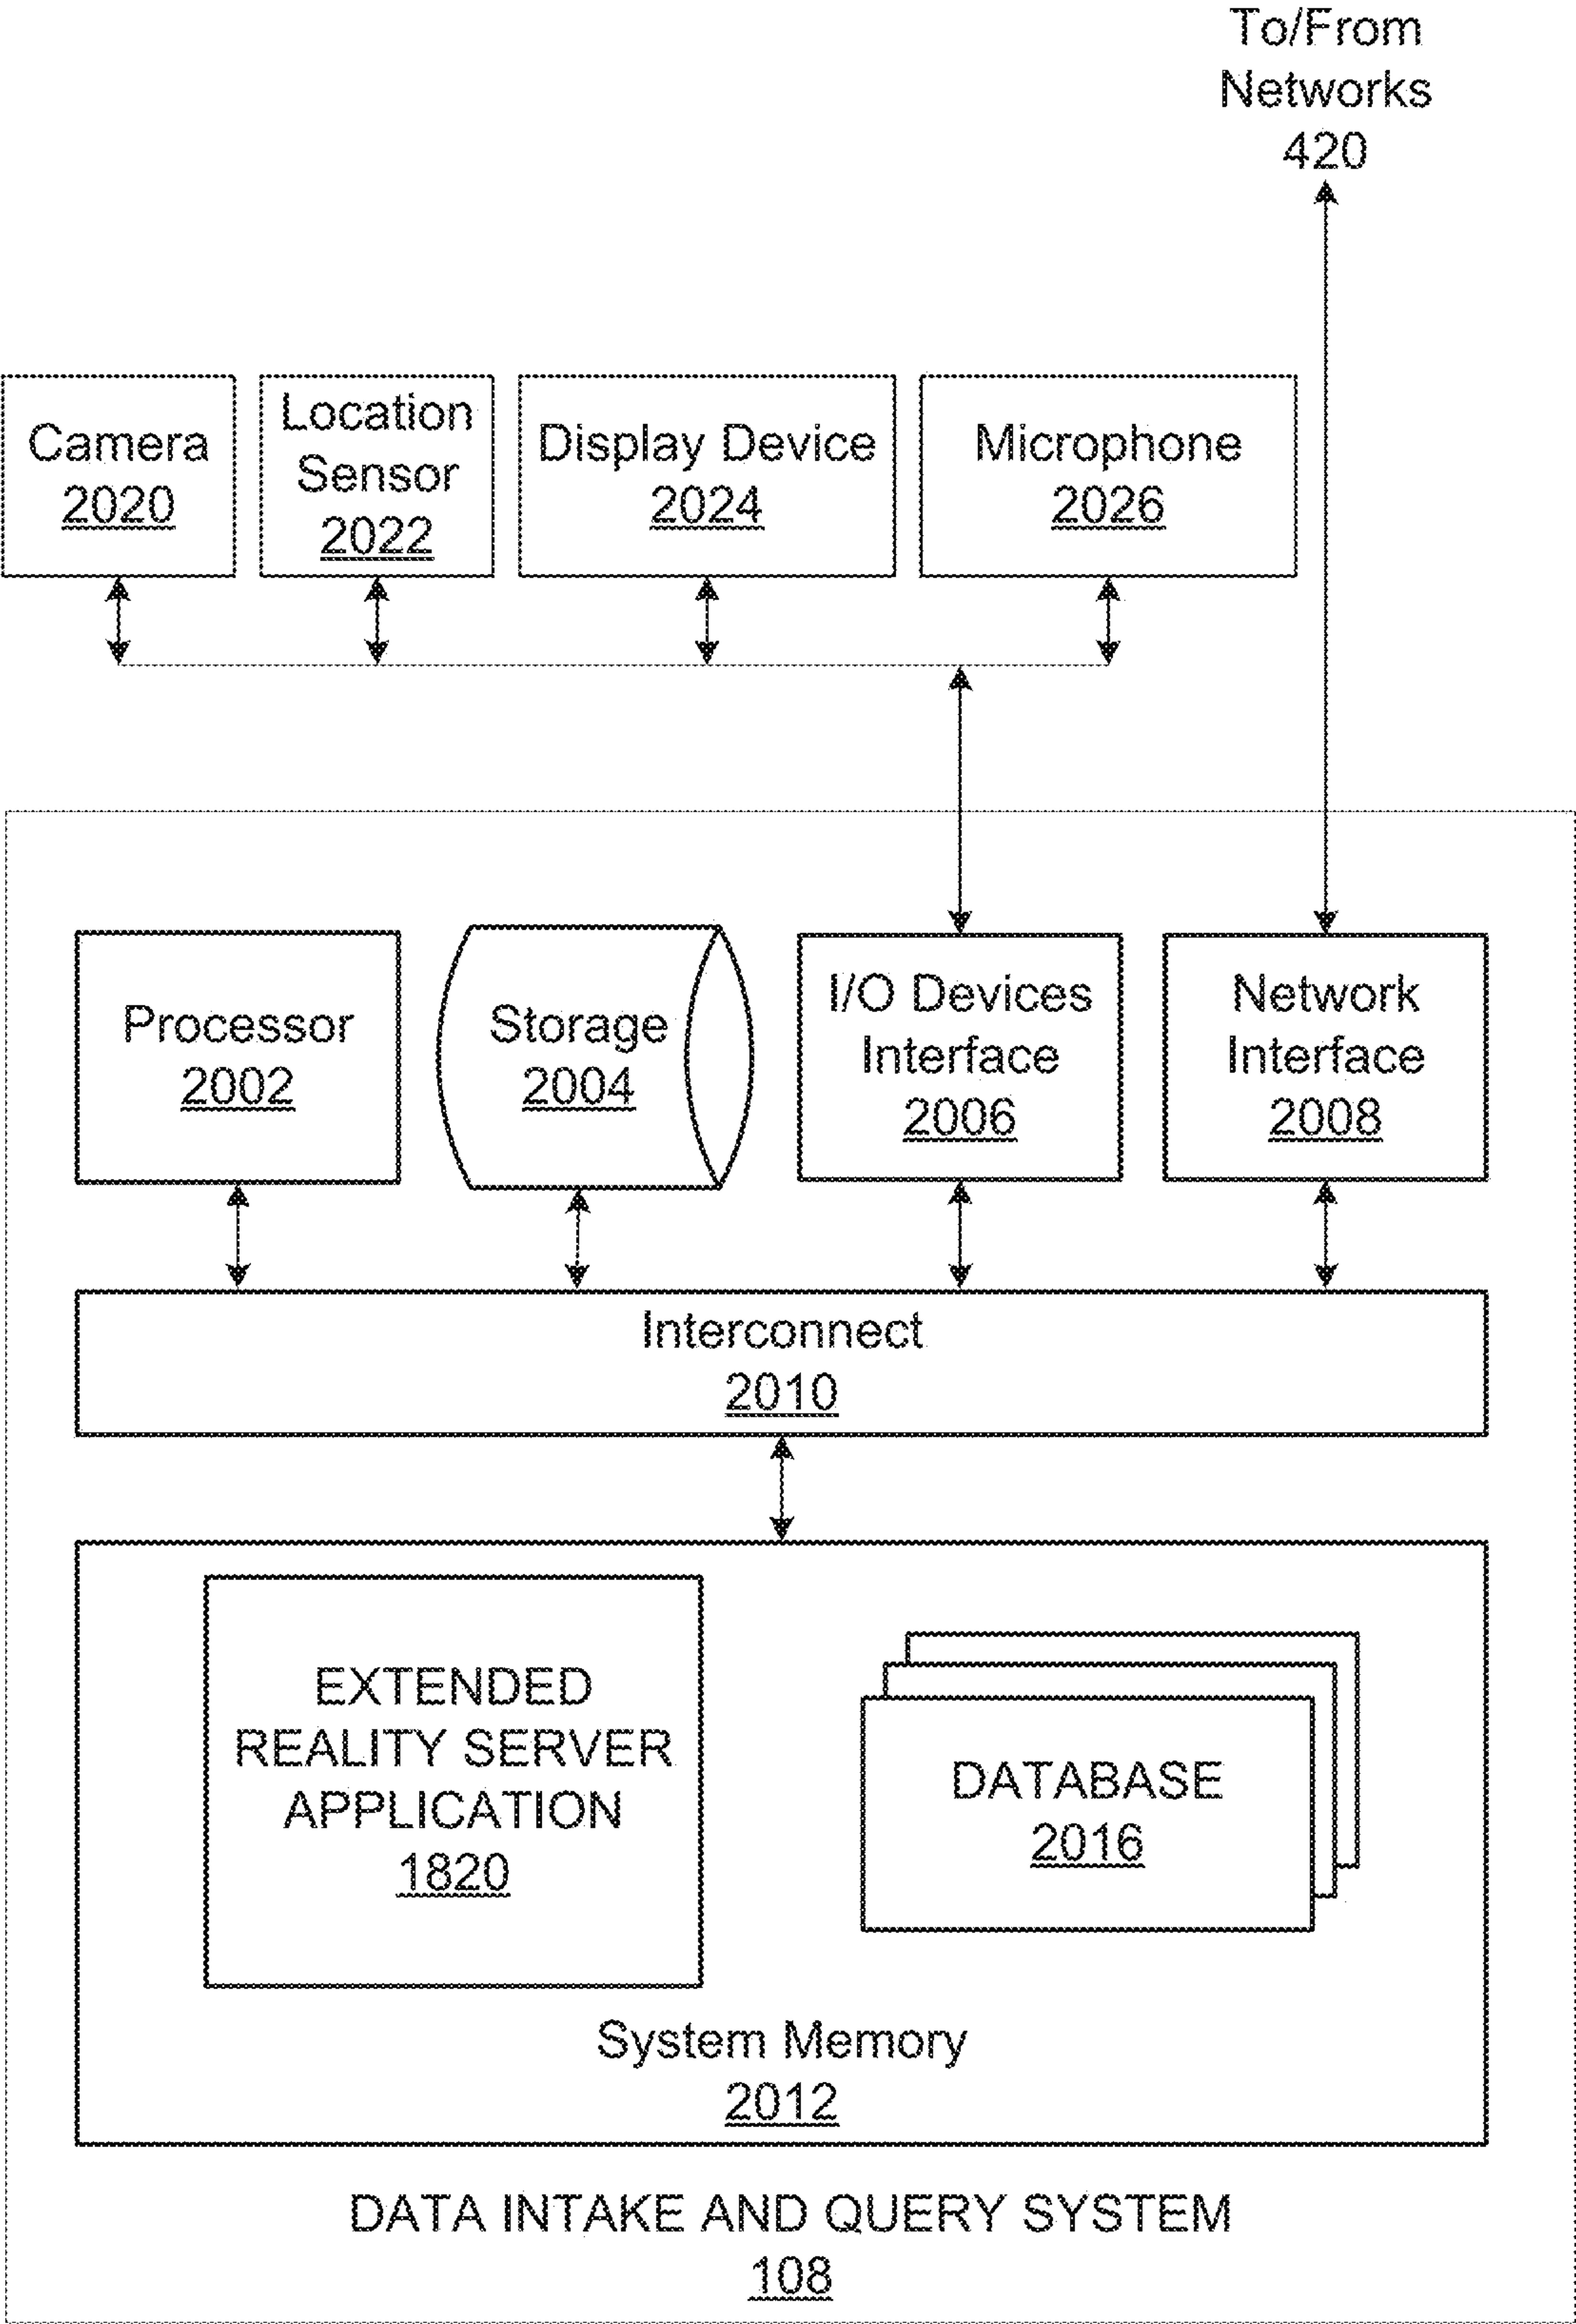 To/From
Networks
420
Camera
2020
Location
Sensor
2022
Display Device
2024
Microphone
2026
Processor
2002
Storage
2004
I/O Devices
Interface
2006
Network
Interface
2008
Interconnect
2010
EXTENDED
REALITY SERVER
APPLICATION
1820
DATABASE
2016
System Memory
2012
DATA INTAKE AND QUERY SYSTEM
108